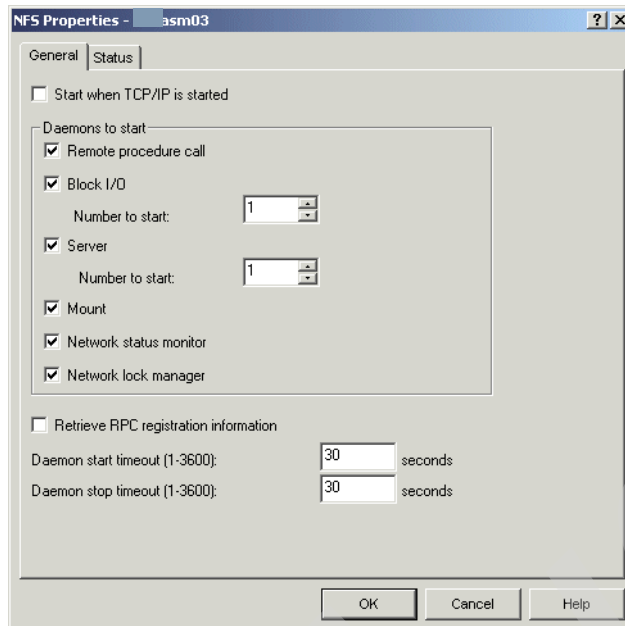 NFS Properties - asm03
General
Status
Start when TCP/IP is started
Daemons to start
Remote procedure call
Block I/O
Number to start: 1
Server
Number to start: 1
Mount
Network status monitor
Network lock manager
Retrieve RPC registration information
Daemon start timeout (1-3600): 30 seconds
Daemon stop timeout (1-3600): 30 seconds
OK Cancel Help